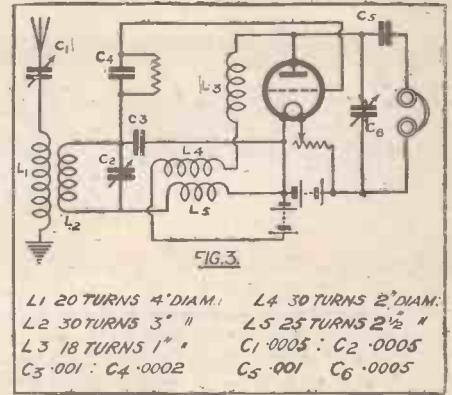 C1
C4
C5
L3
C3
C6
L1
C2
L4
L2
L5
FIG.3.
L1 20 TURNS 4" DIAM: L4 30 TURNS 2" DIAM:
L2 30 TURNS 3" " L5 25 TURNS 2½ "
L3 18 TURNS 1" " C1 .0005 : C2 .0005
C3 .001 : C4 .0002 C5 .001 C6 .0005